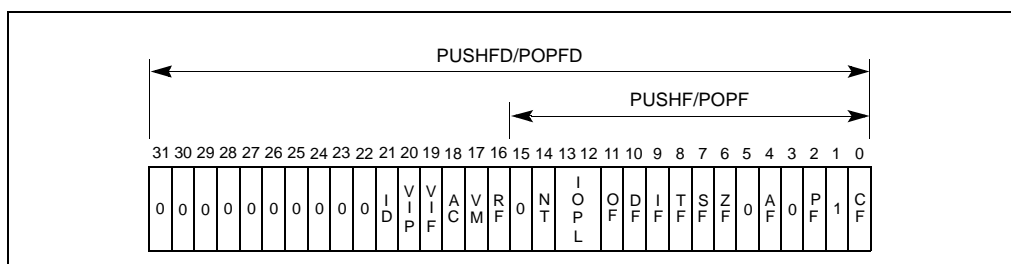 PUSHFD/POPFD
PUSHF/POPF
31 30 29 28 27 26 25 24 23 22 21 20 19 18 17 16 15 14 13 12 11 10 9 8 7 6 5 4 3 2 1 0
0 0 0 0 0 0 0 0 0 0 ID VIP VIF AC VM RF 0 NT IOPL OF DF IF TF SF ZF 0 AF 0 PF 1 CF